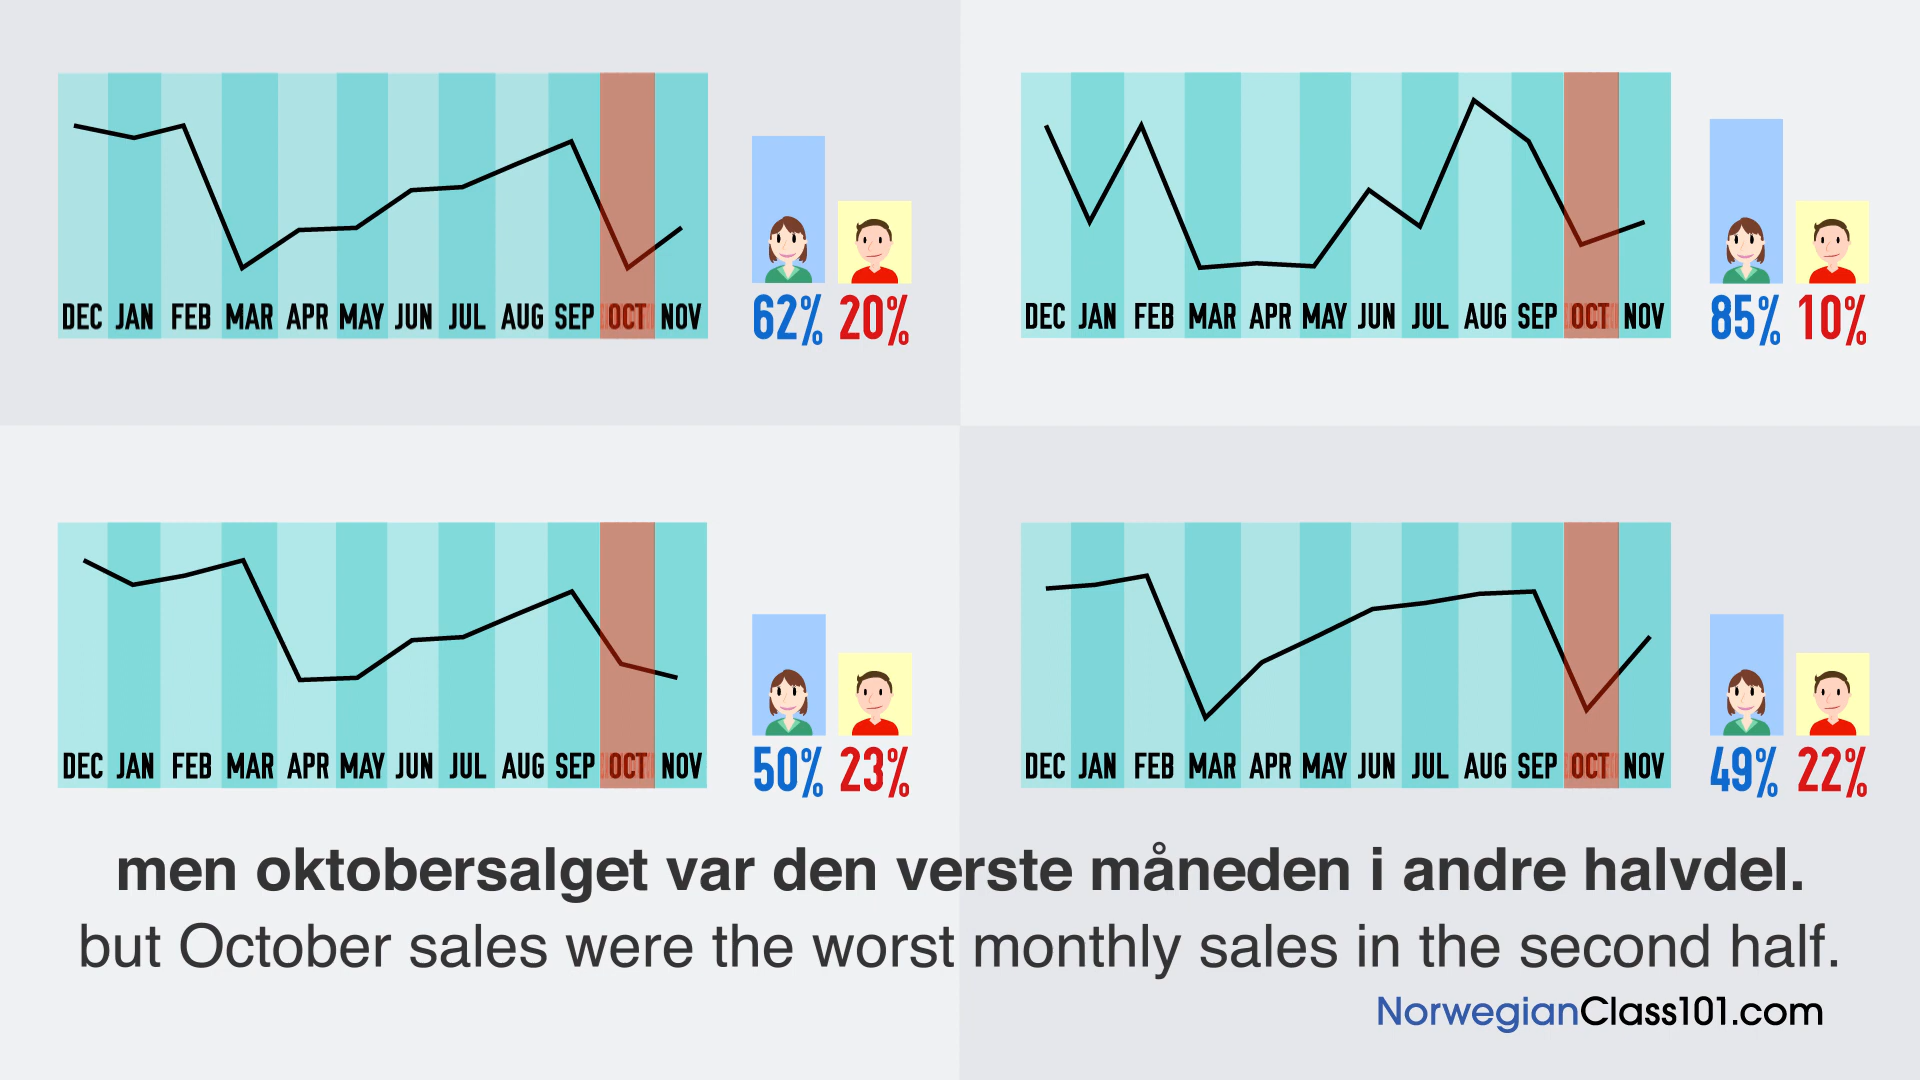 DEC JAN FEB MAR APR MAY JUN JUL AUG SEP OCT NOV
62% 20%
DEC JAN FEB MAR APR MAY JUN JUL AUG SEP OCT NOV
85% 10%
DEC JAN FEB MAR APR MAY JUN JUL AUG SEP OCT NOV
50% 23%
DEC JAN FEB MAR APR MAY JUN JUL AUG SEP OCT NOV
49% 22%
men oktobersalget var den verste måneden i andre halvdel.
but October sales were the worst monthly sales in the second half.
NorwegianClass101.com